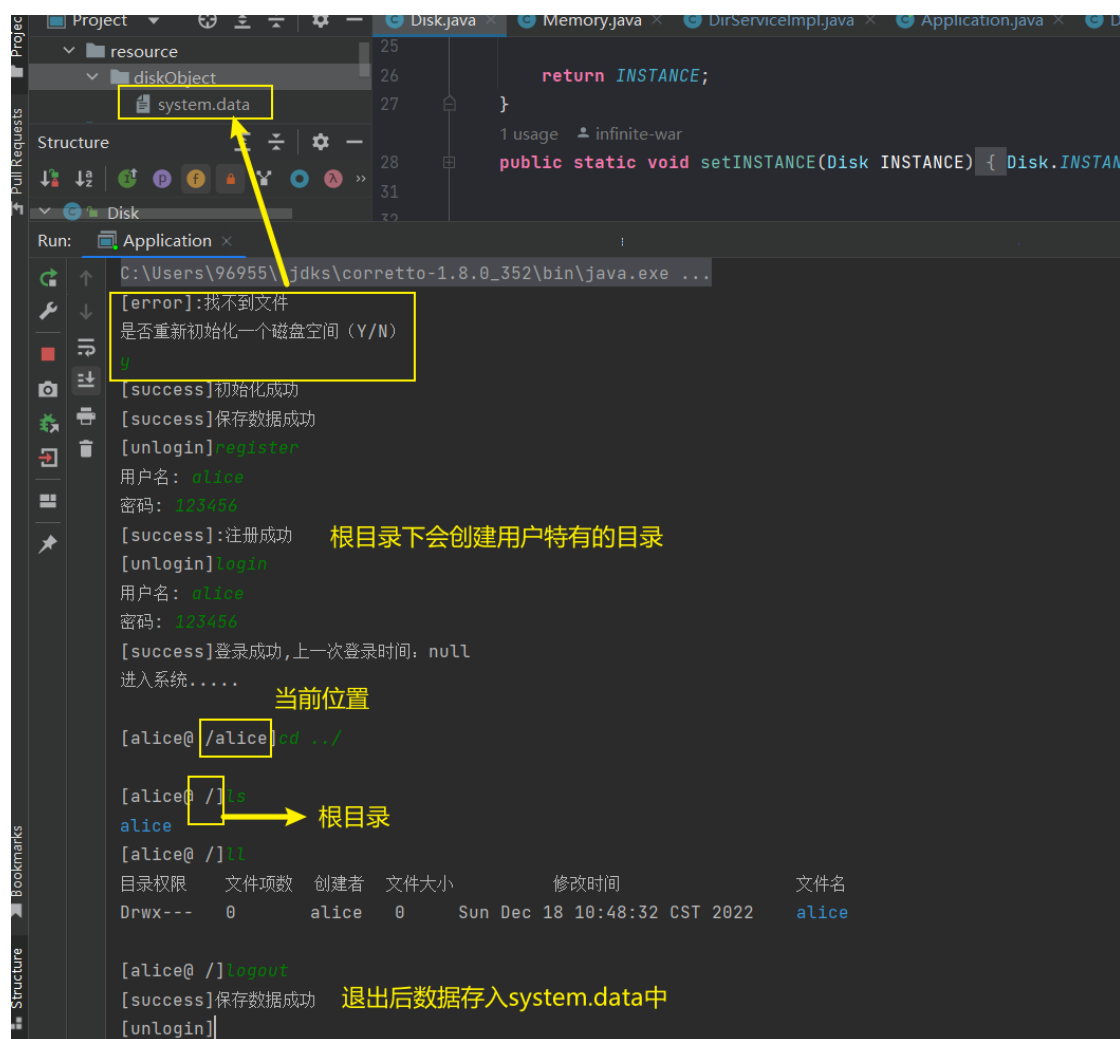 Project
Disk.java
Memory.java
DirServiceImpl.java
Application.java
resource
25
diskObject
26 return INSTANCE;
system.data
27 }
1 usage infinite-war
Structure
28 public static void setINSTANCE(Disk INSTANCE) { Disk.INSTAN
31
Disk
32
Pull Requests
Run: Application
C:\Users\96955\.jdks\corretto-1.8.0_352\bin\java.exe ...
[error]:找不到文件
是否重新初始化一个磁盘空间（Y/N）
y
[success]初始化成功
[success]保存数据成功
[unlogin]register
用户名: alice
密码: 123456
[success]:注册成功 根目录下会创建用户特有的目录
[unlogin]login
用户名: alice
密码: 123456
[success]登录成功,上一次登录时间：null
进入系统.....
当前位置
[alice@ /alice]cd ../
[alice@ /]ls
根目录
alice
[alice@ /]ll
目录权限 文件项数 创建者 文件大小 修改时间 文件名
Drwx--- 0 alice 0 Sun Dec 18 10:48:32 CST 2022 alice
[alice@ /]logout
[success]保存数据成功 退出后数据存入system.data中
[unlogin]
Bookmarks
Structure